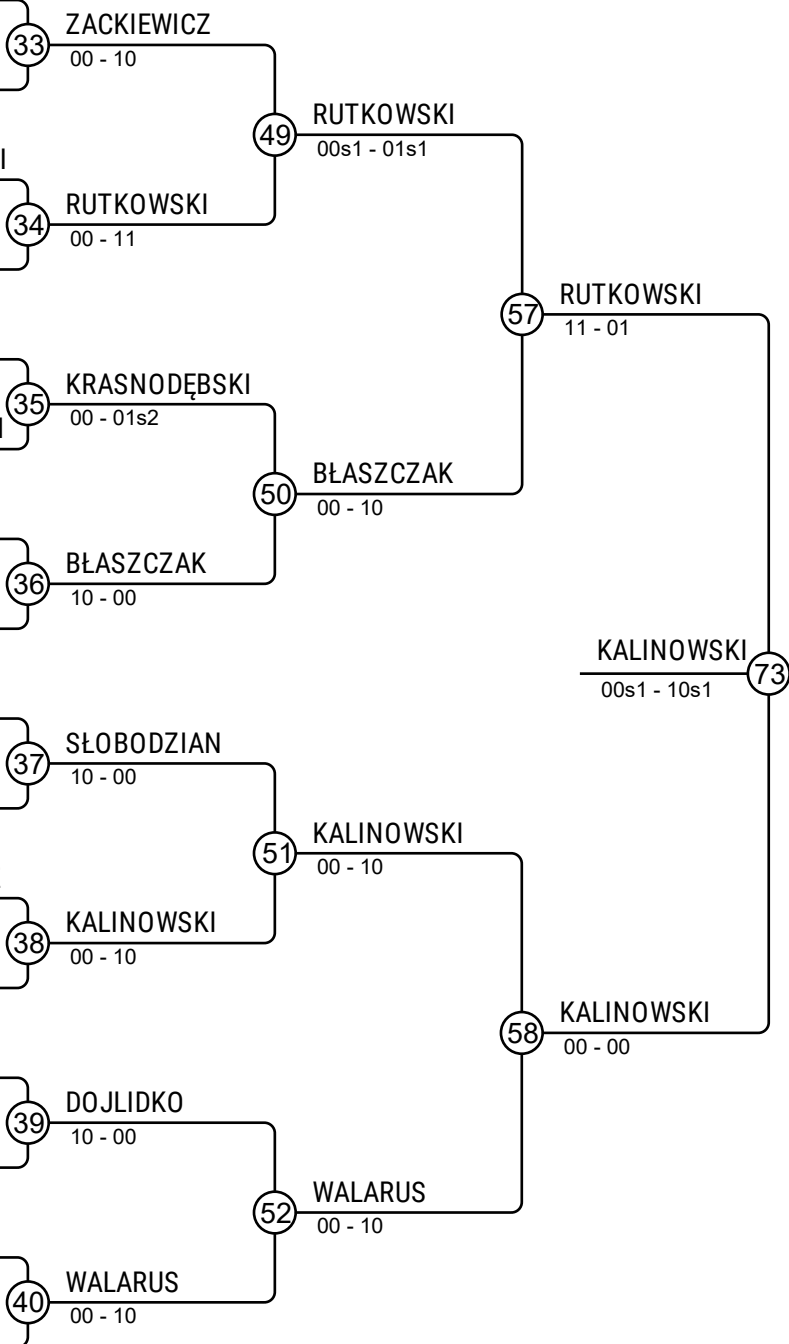 33
ZACKIEWICZ
00 - 10
49
RUTKOWSKI
00s1 - 01s1
34
RUTKOWSKI
00 - 11
57
RUTKOWSKI
11 - 01
35
KRASNODĘBSKI
00 - 01s2
50
BŁASZCZAK
00 - 10
36
BŁASZCZAK
10 - 00
KALINOWSKI
73
00s1 - 10s1
37
SŁOBODZIAN
10 - 00
51
KALINOWSKI
00 - 10
38
KALINOWSKI
00 - 10
58
KALINOWSKI
00 - 00
39
DOJLIDKO
10 - 00
52
WALARUS
00 - 10
40
WALARUS
00 - 10